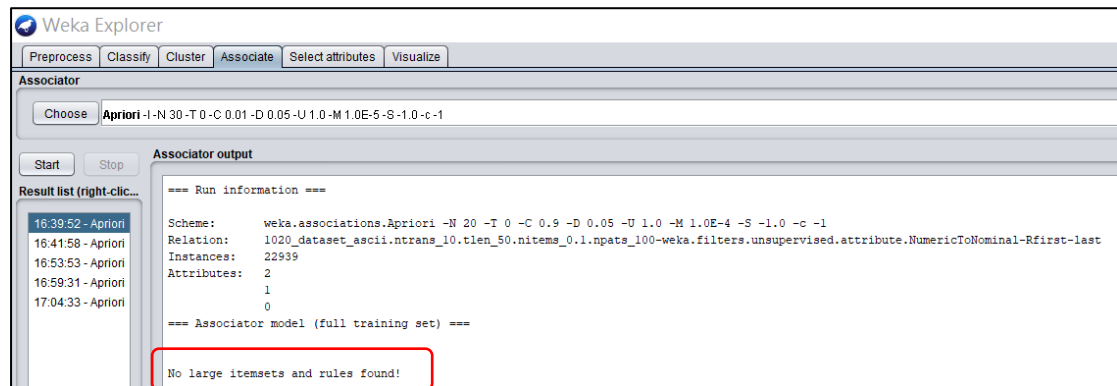 Weka Explorer
Preprocess Classify Cluster Associate Select attributes Visualize
Associator
Choose Apriori -I -N 30 -T 0 -C 0.01 -D 0.05 -U 1.0 -M 1.0E-5 -S -1.0 -c -1
Start Stop
Result list (right-clic...
16:39:52 - Apriori
16:41:58 - Apriori
16:53:53 - Apriori
16:59:31 - Apriori
17:04:33 - Apriori
Associator output
=== Run information ===
Scheme: weka.associations.Apriori -N 20 -T 0 -C 0.9 -D 0.05 -U 1.0 -M 1.0E-4 -S -1.0 -c -1
Relation: 1020_dataset_ascii.ntrans_10.tlen_50.nitems_0.1.npats_100-weka.filters.unsupervised.attribute.NumericToNominal-Rfirst-last
Instances: 22939
Attributes: 2
1
0
=== Associator model (full training set) ===
No large itemsets and rules found!